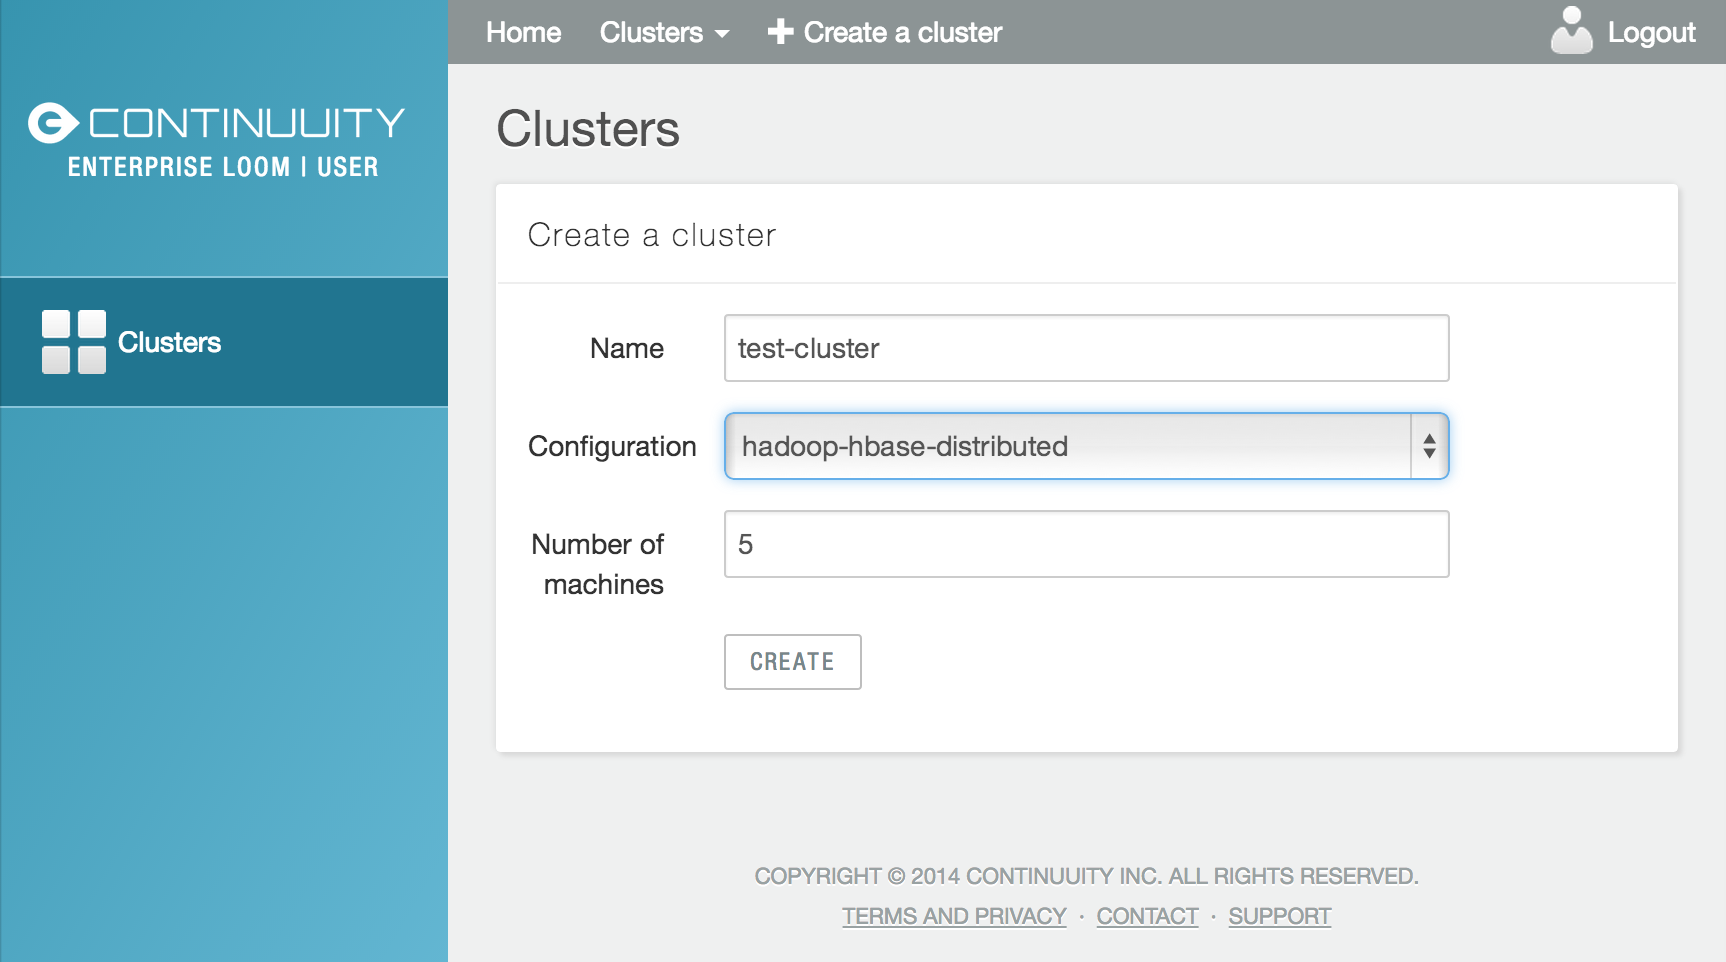 Home Clusters Create a cluster Logout
CONTINUUITY
ENTERPRISE LOOM | USER
Clusters
Clusters
Create a cluster
Name test-cluster
Configuration hadoop-hbase-distributed
Number of machines 5
CREATE
COPYRIGHT © 2014 CONTINUUITY INC. ALL RIGHTS RESERVED.
TERMS AND PRIVACY · CONTACT · SUPPORT